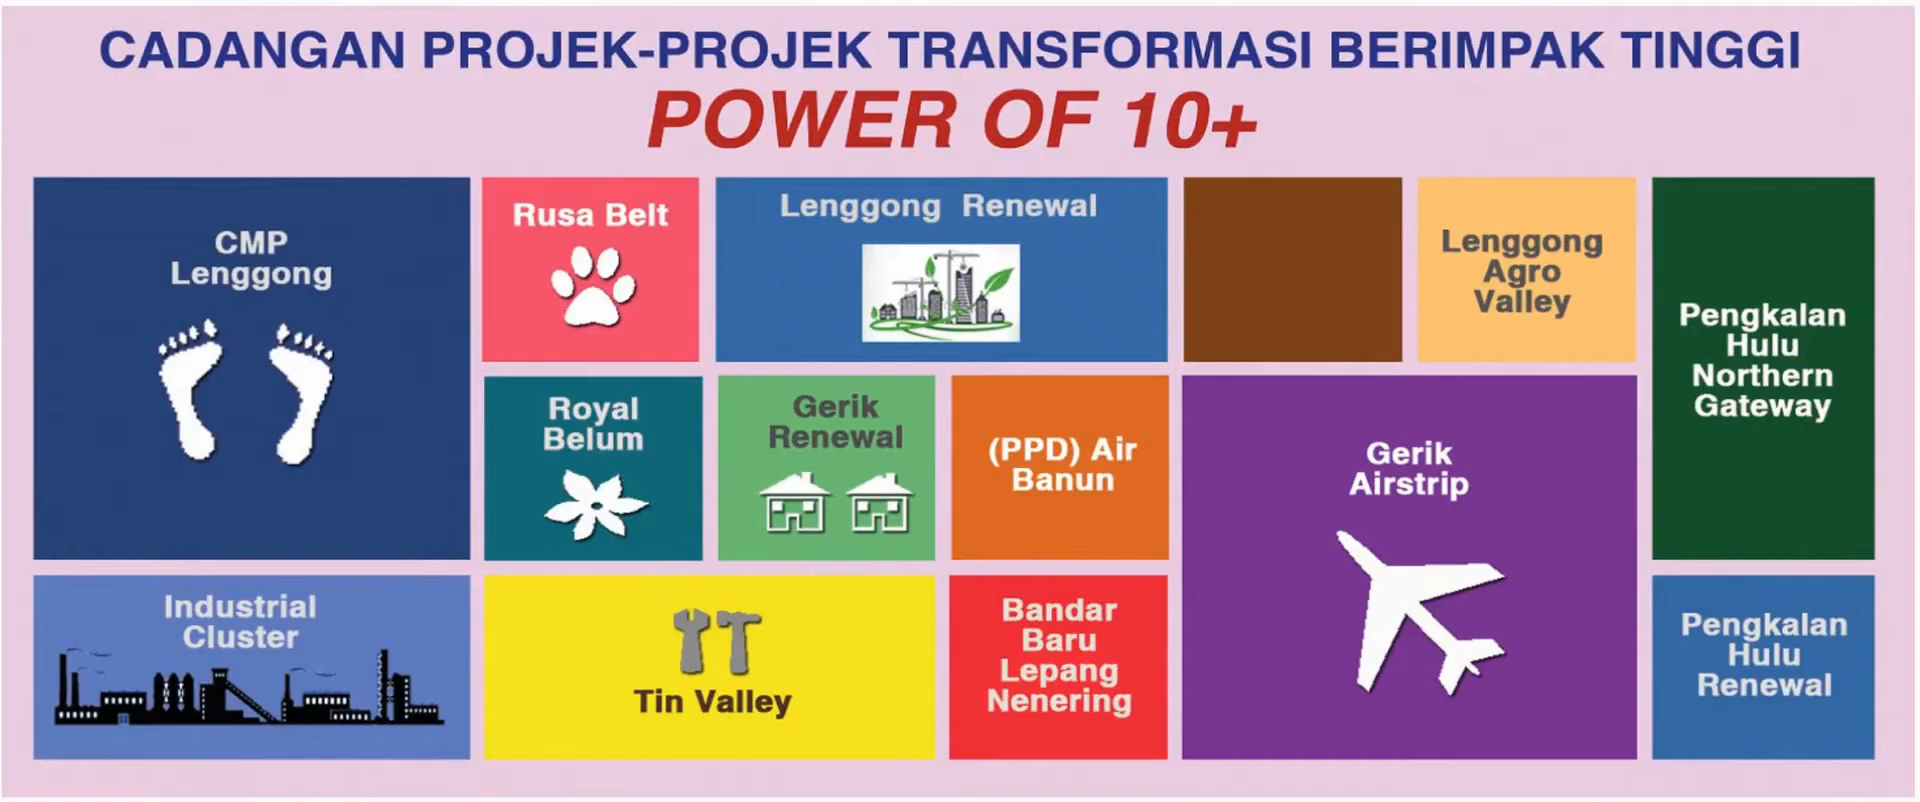 CADANGAN PROJEK-PROJEK TRANSFORMASI BERIMPAK TINGGI
POWER OF 10+
CMP
Lenggong
Rusa Belt
Lenggong Renewal
Lenggong
Agro
Valley
Pengkalan
Hulu
Northern
Gateway
Royal
Belum
Gerik
Renewal
(PPD) Air
Banun
Gerik
Airstrip
Industrial
Cluster
Tin Valley
Bandar
Baru
Lepang
Nenering
Pengkalan
Hulu
Renewal